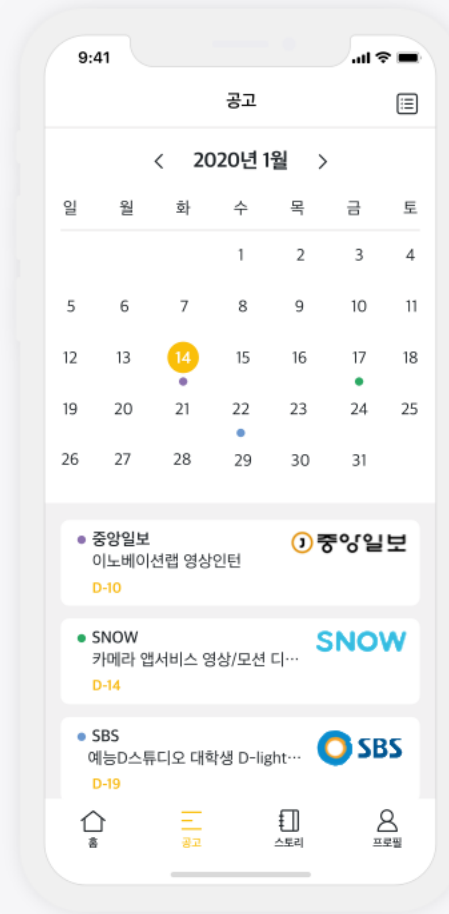 9:41
공고
< 2020년 1월 >
일 월 화 수 목 금 토
1 2 3 4
5 6 7 8 9 10 11
12 13 14 15 16 17 18
19 20 21 22 23 24 25
26 27 28 29 30 31
중앙일보
이노베이션랩 영상인턴
D-10
중앙일보
SNOW
카메라 앱서비스 영상/모션 디…
D-14
SNOW
SBS
예능D스튜디오 대학생 D-light…
D-19
SBS
홈 공고 스토리 프로필